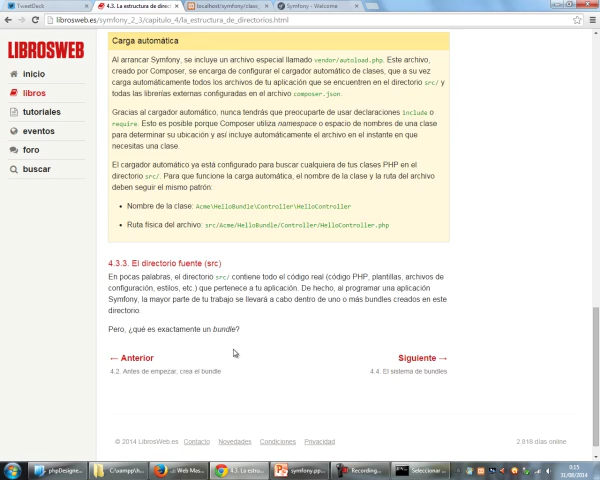 TweetDeck
4.3. La estructura de direct
localhost/symfony/clase_
Symfony - Welcome
librosweb.es/symfony_2_3/capitulo_4/la_estructura_de_directorios.html
LIBROSWEB
inicio
libros
tutoriales
eventos
foro
buscar
Carga automática
Al arrancar Symfony, se incluye un archivo especial llamado vendor/autoload.php. Este archivo,
creado por Composer, se encarga de configurar el cargador automático de clases, que a su vez
carga automáticamente todos los archivos de tu aplicación que se encuentren en el directorio src/ y
todas las librerías externas configuradas en el archivo composer.json.
Gracias al cargador automático, nunca tendrás que preocuparte de usar declaraciones include o
require. Esto es posible porque Composer utiliza namespace o espacio de nombres de una clase
para determinar su ubicación y así incluye automáticamente el archivo en el instante en que
necesitas una clase.
El cargador automático ya está configurado para buscar cualquiera de tus clases PHP en el
directorio src/. Para que funcione la carga automática, el nombre de la clase y la ruta del archivo
deben seguir el mismo patrón:
• Nombre de la clase: Acme\HelloBundle\Controller\HelloController
• Ruta física del archivo: src/Acme/HelloBundle/Controller/HelloController.php
4.3.3. El directorio fuente (src)
En pocas palabras, el directorio src/ contiene todo el código real (código PHP, plantillas, archivos de
configuración, estilos, etc.) que pertenece a tu aplicación. De hecho, al programar una aplicación
Symfony, la mayor parte de tu trabajo se llevará a cabo dentro de uno o más bundles creados en este
directorio.
Pero, ¿qué es exactamente un bundle?
← Anterior
Siguiente →
4.2. Antes de empezar, crea el bundle
4.4. El sistema de bundles
© 2014 LibrosWeb.es Contacto Novedades Condiciones Privacidad
2.818 días online
phpDesigne...
C:\xampp\h...
Web Mas...
4.3. La estru...
symfony.pp...
Recording...
Seleccionar ...
ES
0:15
31/08/2014